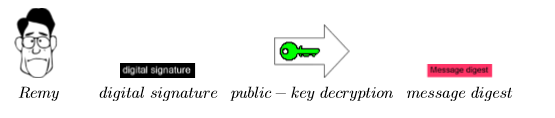 digital signature
Message digest
Remy digital signature public − key decryption message digest